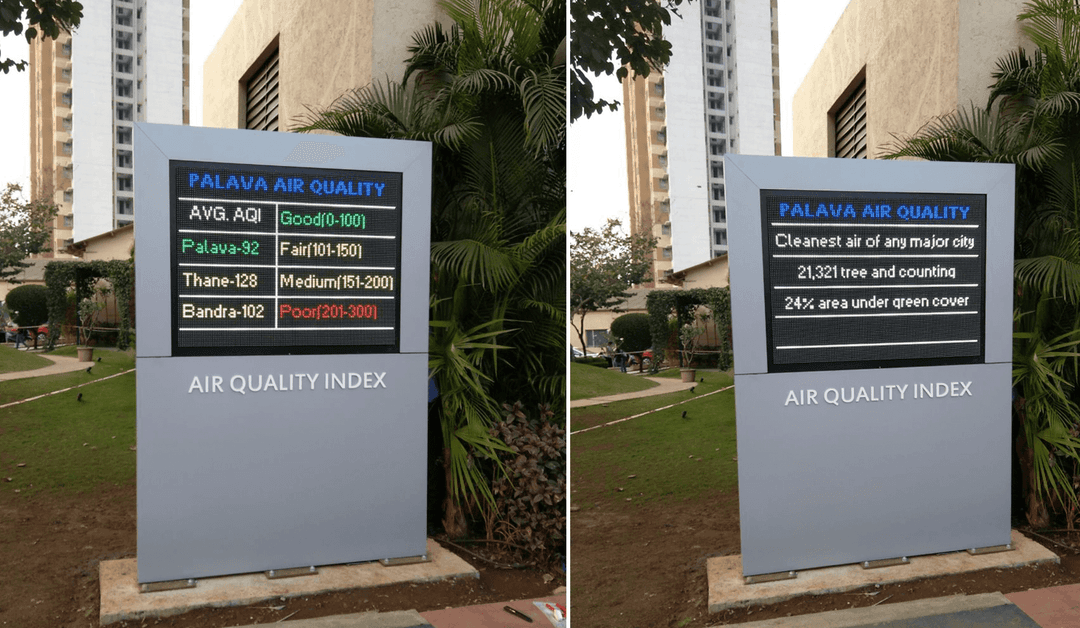 PALAVA AIR QUALITY
AVG. AQI Good(0-100)
Palava-92 Fair(101-150)
Thane-128 Medium(151-200)
Bandra-102 Poor(201-300)
AIR QUALITY INDEX
PALAVA AIR QUALITY
Cleanest air of any major city
21,321 tree and counting
24% area under green cover
AIR QUALITY INDEX